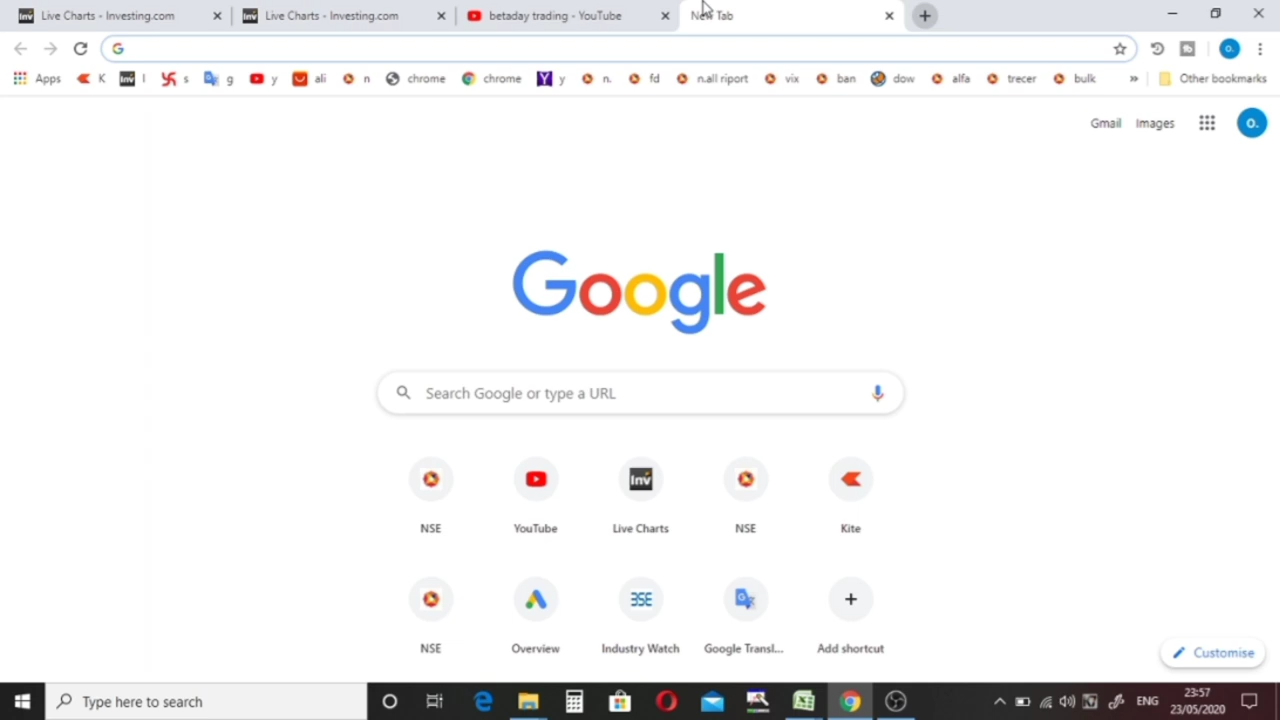 Live Charts - Investing.com
Live Charts - Investing.com
betaday trading - YouTube
New Tab
Apps K I s g y ali n chrome chrome y n. fd n.all riport vix ban dow alfa trecer bulk » Other bookmarks
Gmail Images O.
Google
Search Google or type a URL
NSE YouTube Live Charts NSE Kite
NSE Overview Industry Watch Google Transl... Add shortcut
Customise
Type here to search
ENG
23:57
23/05/2020